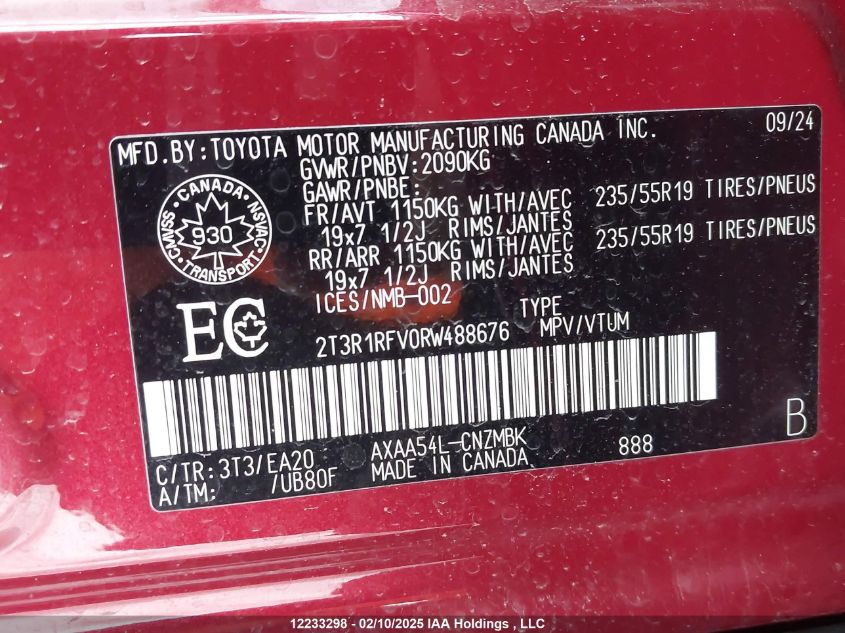 MFD.BY:TOYOTA MOTOR MANUFACTURING CANADA INC. 09/24
GVWR/PNBV:2090KG
GAWR/PNBE:
FR/AVT 1150KG WITH/AVEC 235/55R19 TIRES/PNEUS
19x7 1/2J RIMS/JANTES
RR/ARR 1150KG WITH/AVEC 235/55R19 TIRES/PNEUS
19x7 1/2J RIMS/JANTES
ICES/NMB-002
CANADA
CMVSS NSVAC
930
TRANSPORT
EC
2T3R1RFV0RW488676 TYPE
MPV/VTUM
C/TR:3T3/EA20 AXAA54L-CNZMBK 888 B
A/TM: /UB80F MADE IN CANADA
12233298 - 02/10/2025 IAA Holdings , LLC